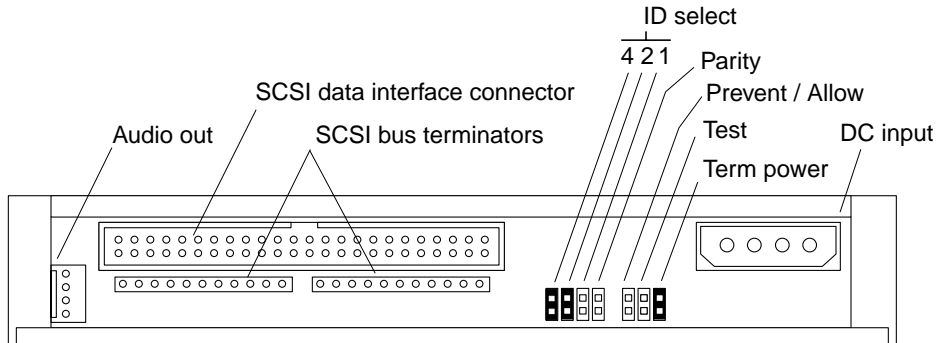 ID select
4 2 1
Parity
SCSI data interface connector
Prevent / Allow
Audio out
SCSI bus terminators
Test
DC input
Term power